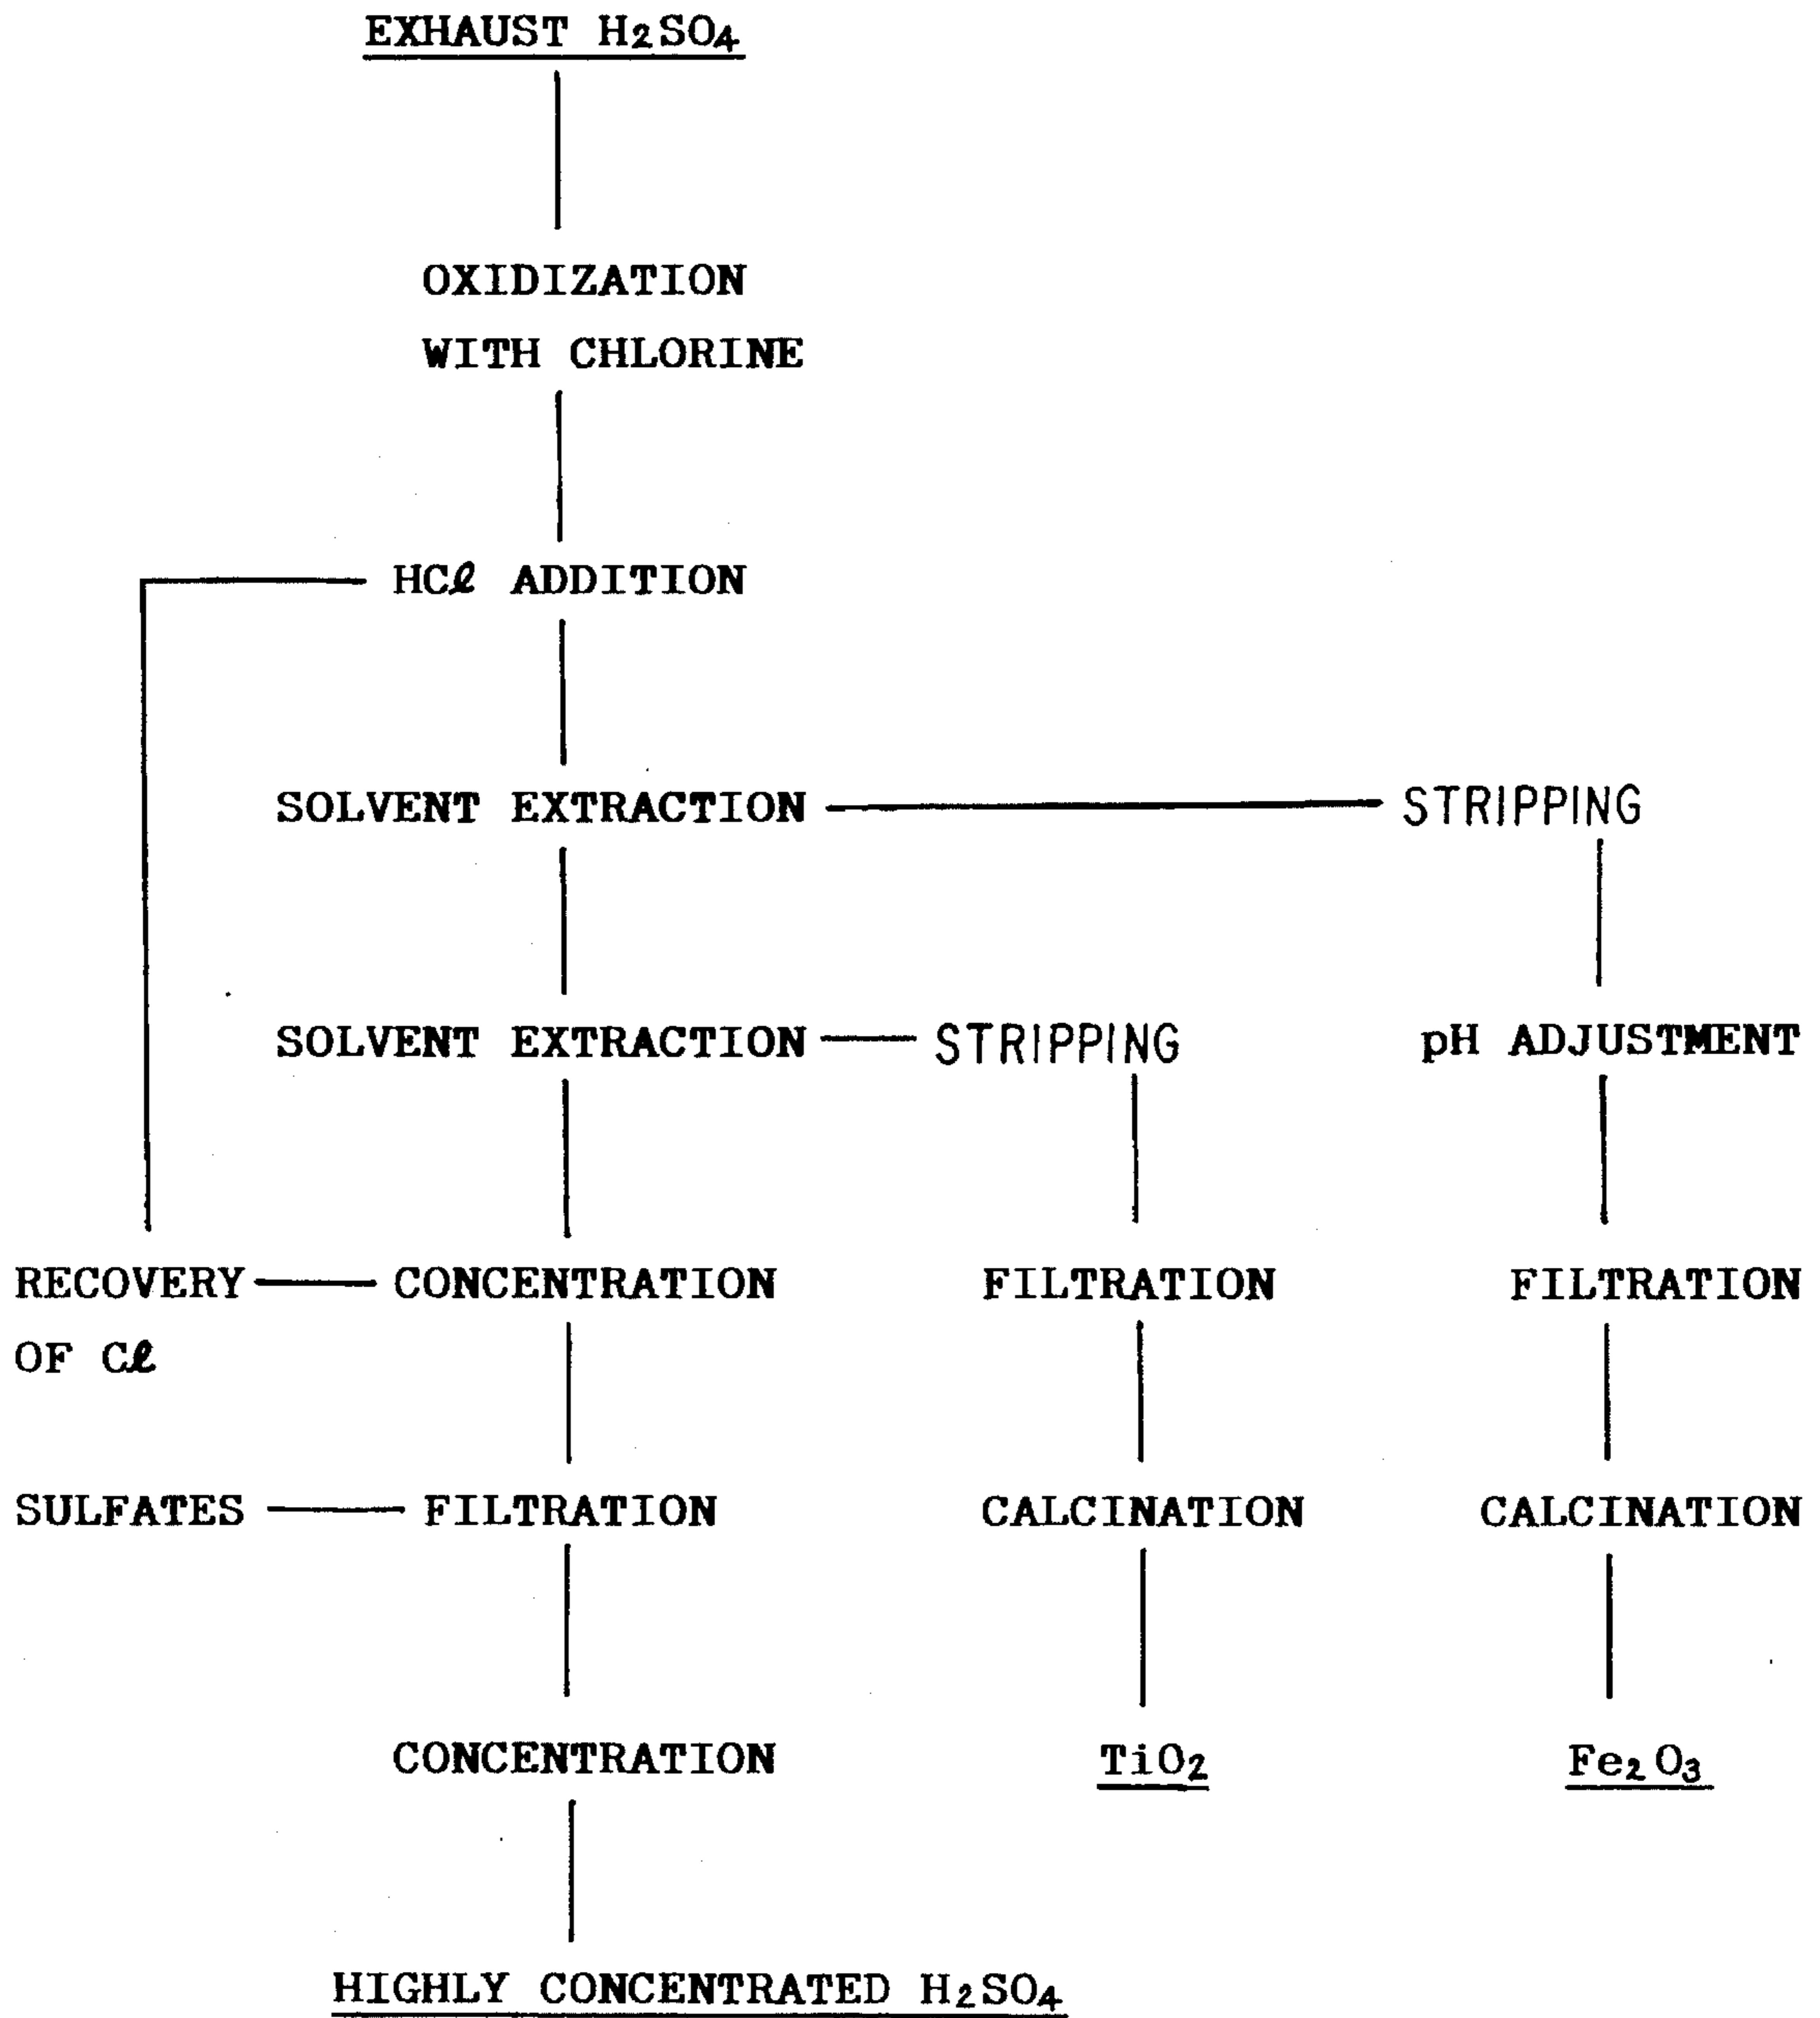 EXHAUST H₂SO₄
OXIDIZATION
WITH CHLORINE
HCℓ ADDITION
SOLVENT EXTRACTION
STRIPPING
SOLVENT EXTRACTION
STRIPPING
pH ADJUSTMENT
RECOVERY
OF Cℓ
CONCENTRATION
FILTRATION
FILTRATION
SULFATES
FILTRATION
CALCINATION
CALCINATION
CONCENTRATION
TiO₂
Fe₂O₃
HIGHLY CONCENTRATED H₂SO₄